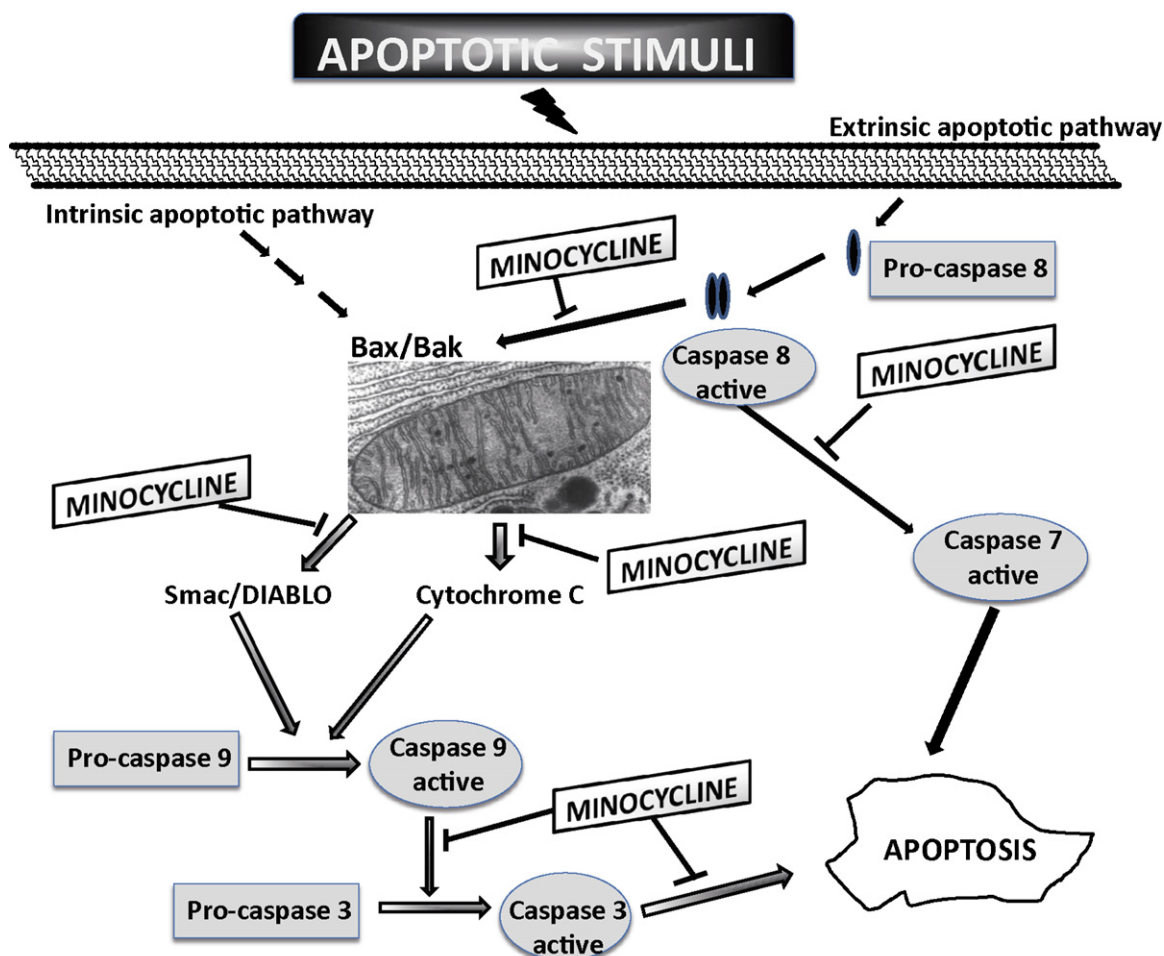 APOPTOTIC STIMULI
Extrinsic apoptotic pathway
Intrinsic apoptotic pathway
MINOCYCLINE
Pro-caspase 8
Bax/Bak
Caspase 8
active
MINOCYCLINE
MINOCYCLINE
Caspase 7
active
MINOCYCLINE
Smac/DIABLO
Cytochrome C
Pro-caspase 9
Caspase 9
active
MINOCYCLINE
APOPTOSIS
Pro-caspase 3
Caspase 3
active